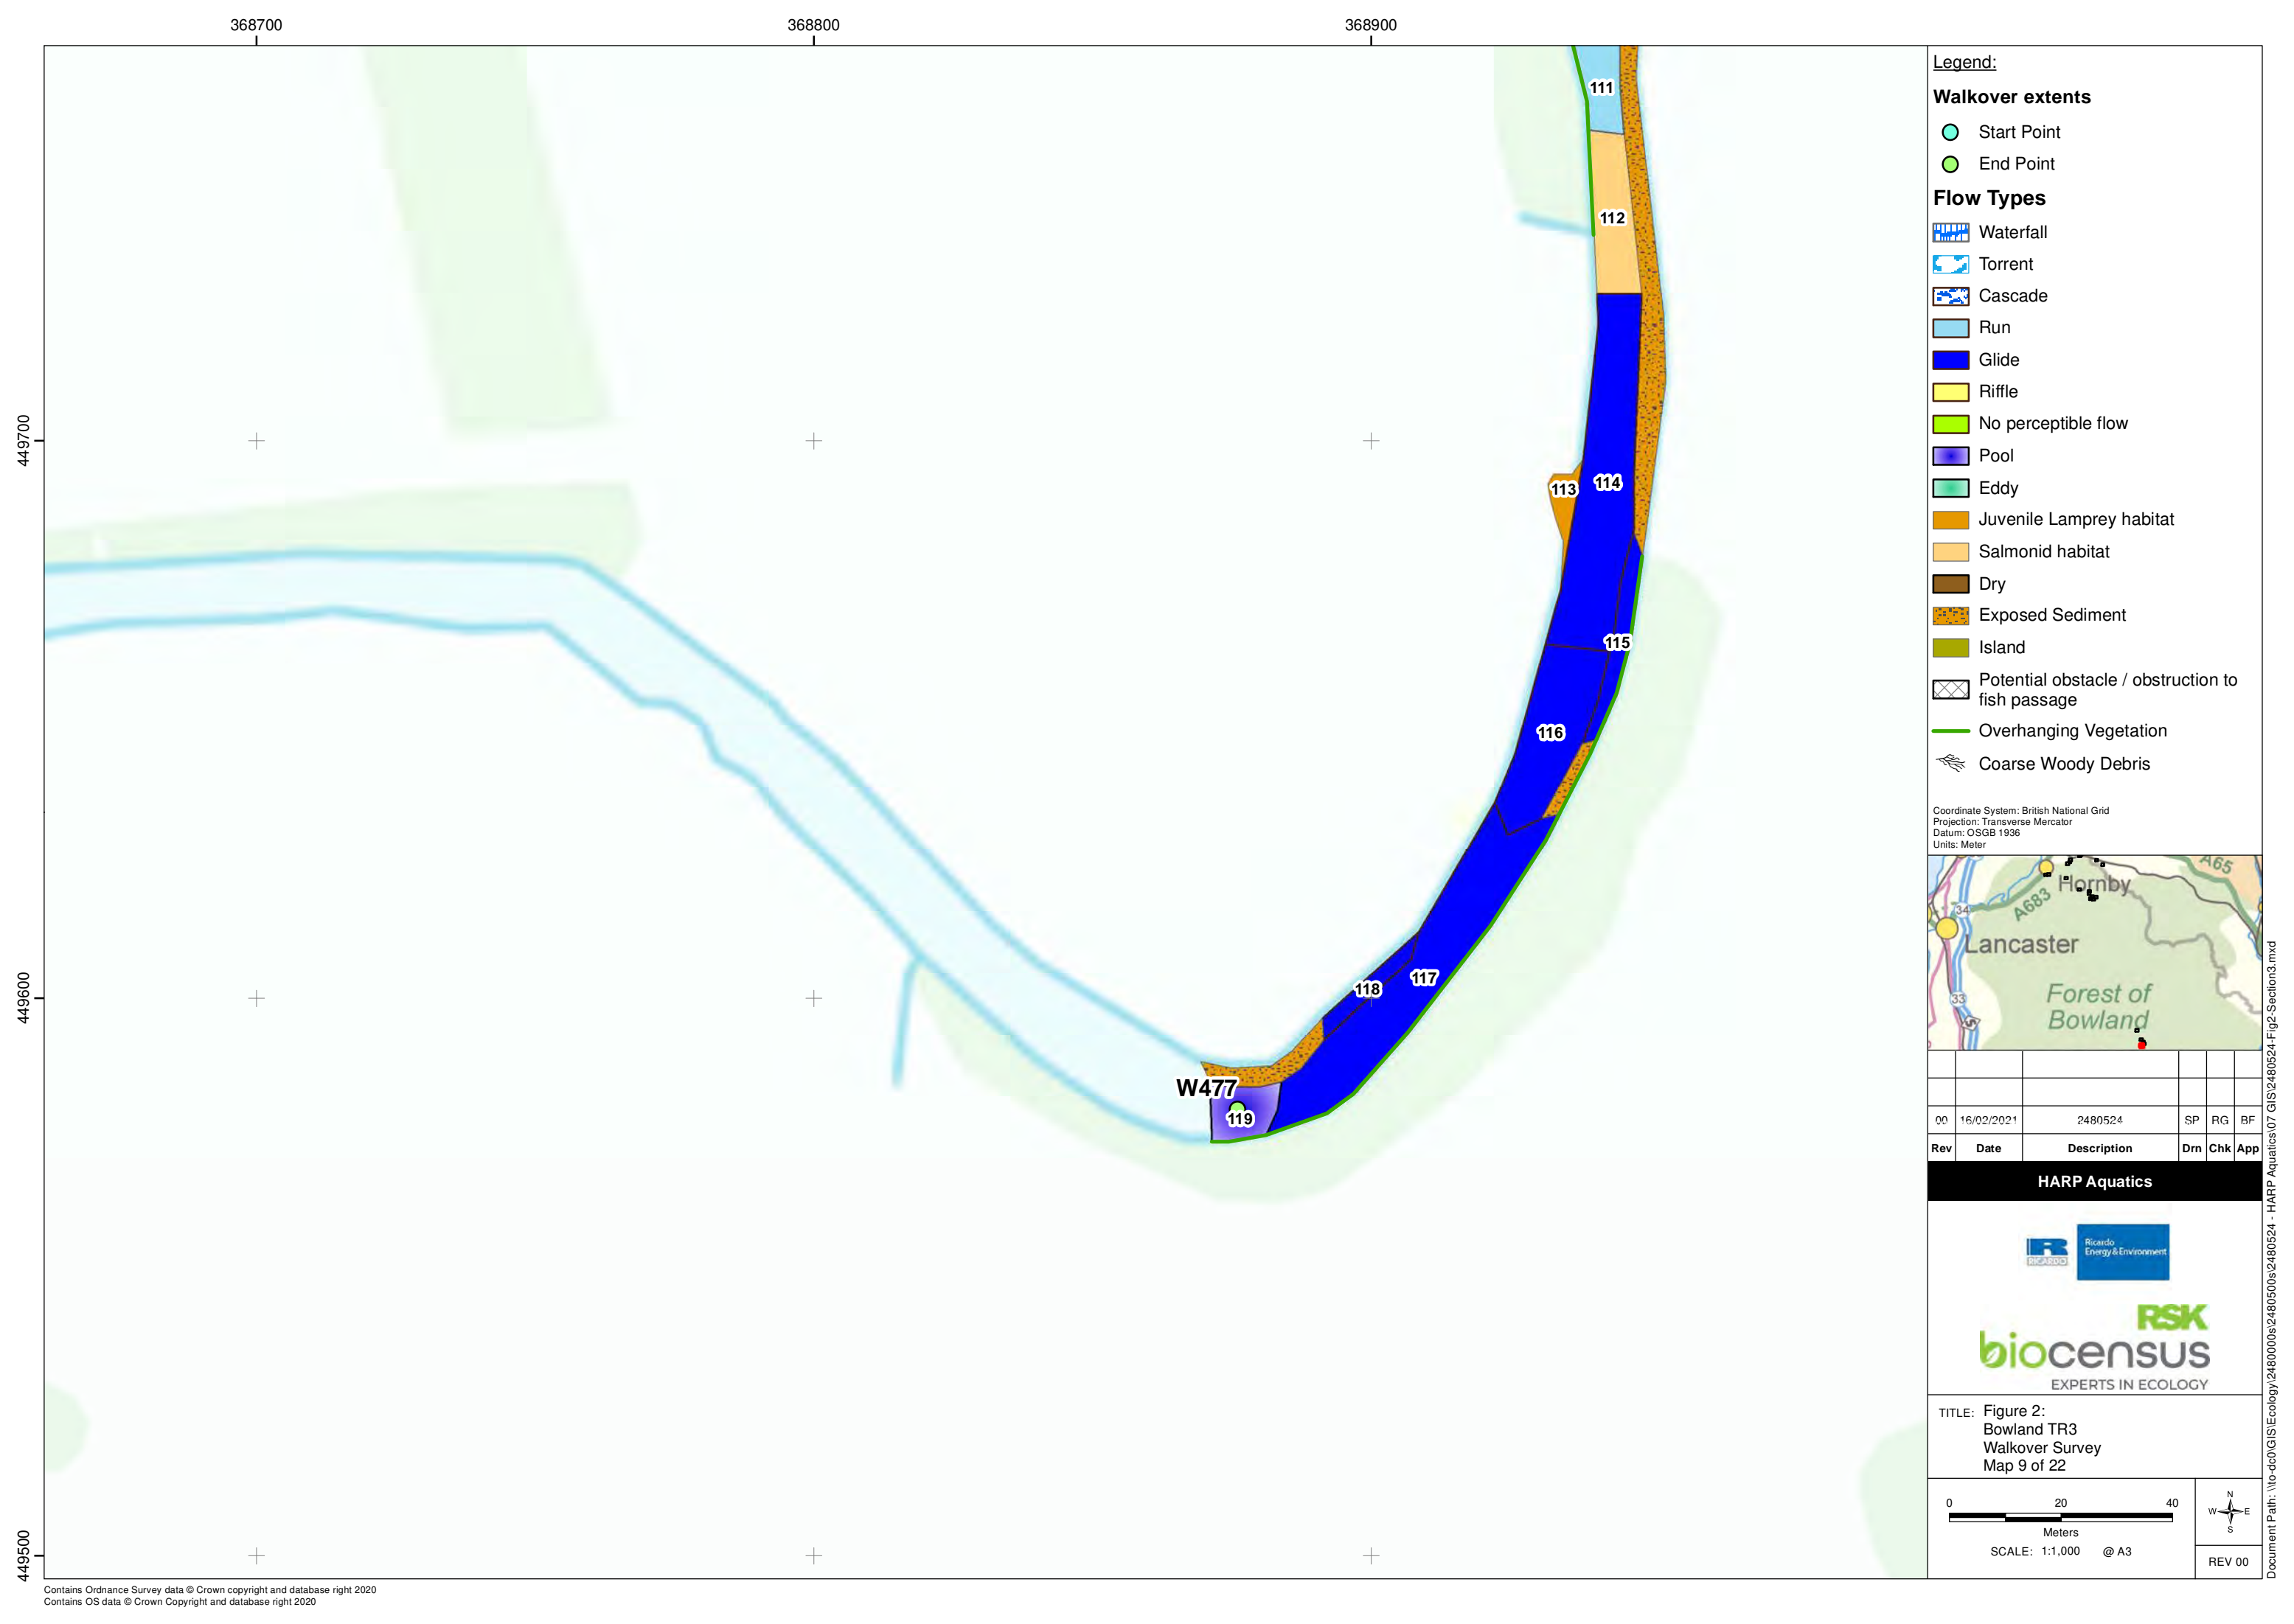 368700
368800
368900
449700
449600
449500
111
112
113
114
115
116
117
118
119
W477
Legend:
Walkover extents
Start Point
End Point
Flow Types
Waterfall
Torrent
Cascade
Run
Glide
Riffle
No perceptible flow
Pool
Eddy
Juvenile Lamprey habitat
Salmonid habitat
Dry
Exposed Sediment
Island
Potential obstacle / obstruction to
fish passage
Overhanging Vegetation
Coarse Woody Debris
Coordinate System: British National Grid
Projection: Transverse Mercator
Datum: OSGB 1936
Units: Meter
A65
Hornby
A683
34
Lancaster
33
Forest of
Bowland
S
00 16/02/2021 2480524 SP RG BF
Rev Date Description Drn Chk App
HARP Aquatics
RICARDO
Ricardo
Energy & Environment
RSK
biocensus
EXPERTS IN ECOLOGY
TITLE: Figure 2:
Bowland TR3
Walkover Survey
Map 9 of 22
0 20 40
Meters
SCALE: 1:1,000 @ A3
N
W E
S
REV 00
Document Path: \\to-dc0\GIS\Ecology\2480000s\2480500s\2480524 - HARP Aquatics\07 GIS\2480524-Fig2-Section3.mxd
Contains Ordnance Survey data © Crown copyright and database right 2020
Contains OS data © Crown Copyright and database right 2020